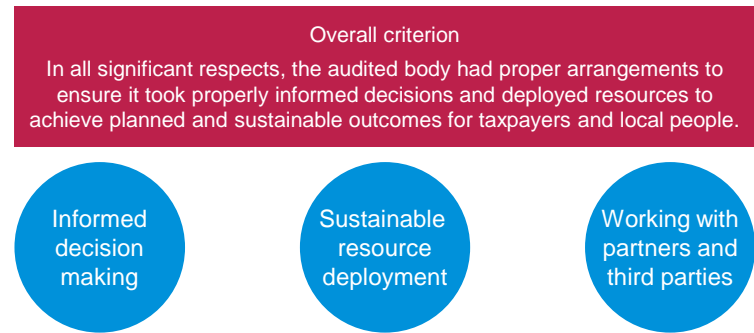 Overall criterion
In all significant respects, the audited body had proper arrangements to
ensure it took properly informed decisions and deployed resources to
achieve planned and sustainable outcomes for taxpayers and local people.
Informed
decision
making
Sustainable
resource
deployment
Working with
partners and
third parties